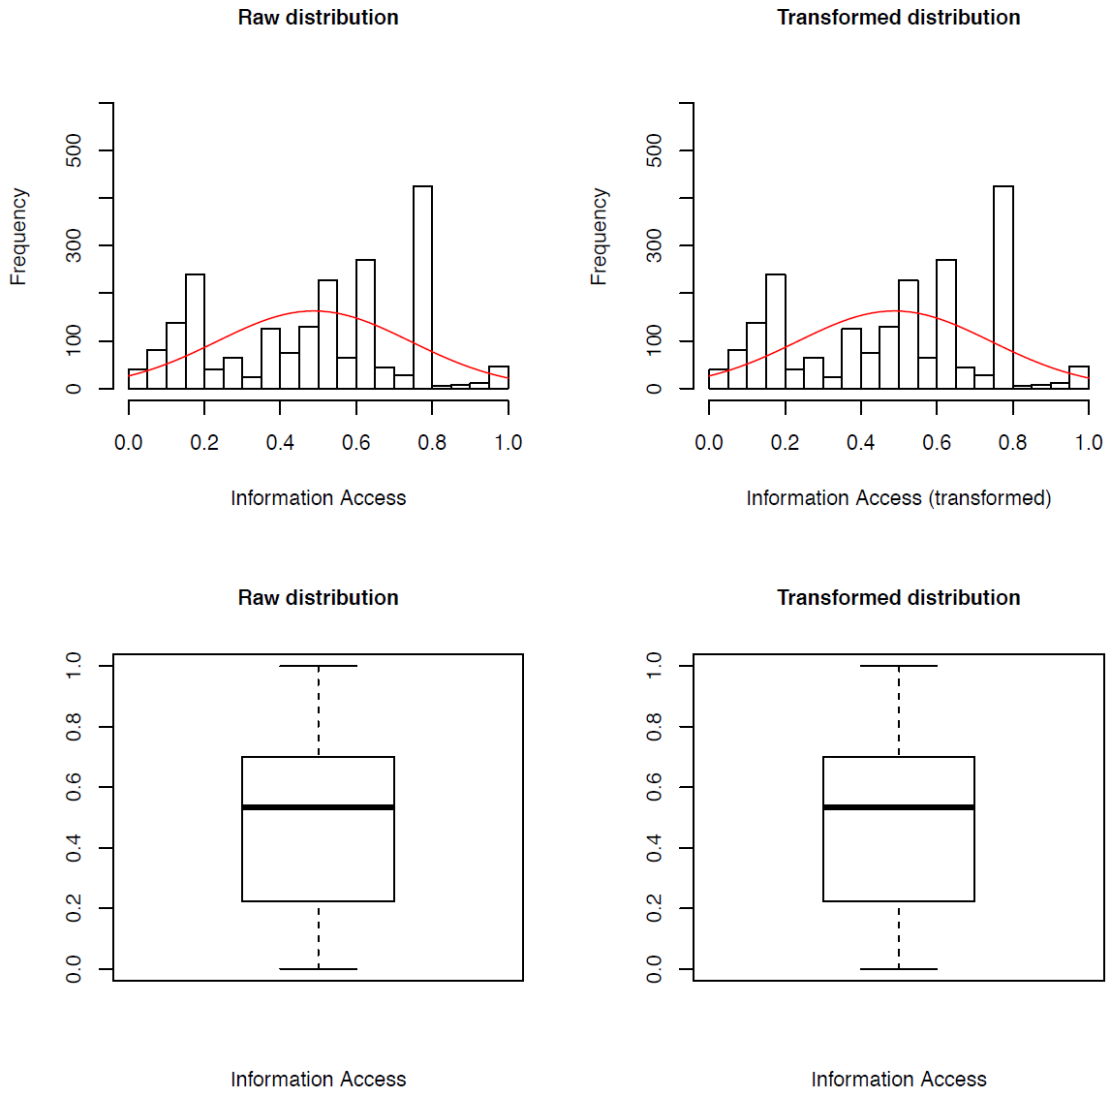 Raw distribution
Frequency
500
300
100
0
0.0 0.2 0.4 0.6 0.8 1.0
Information Access
Transformed distribution
Frequency
500
300
100
0
0.0 0.2 0.4 0.6 0.8 1.0
Information Access (transformed)
Raw distribution
1.0
0.8
0.6
0.4
0.2
0.0
Information Access
Transformed distribution
1.0
0.8
0.6
0.4
0.2
0.0
Information Access